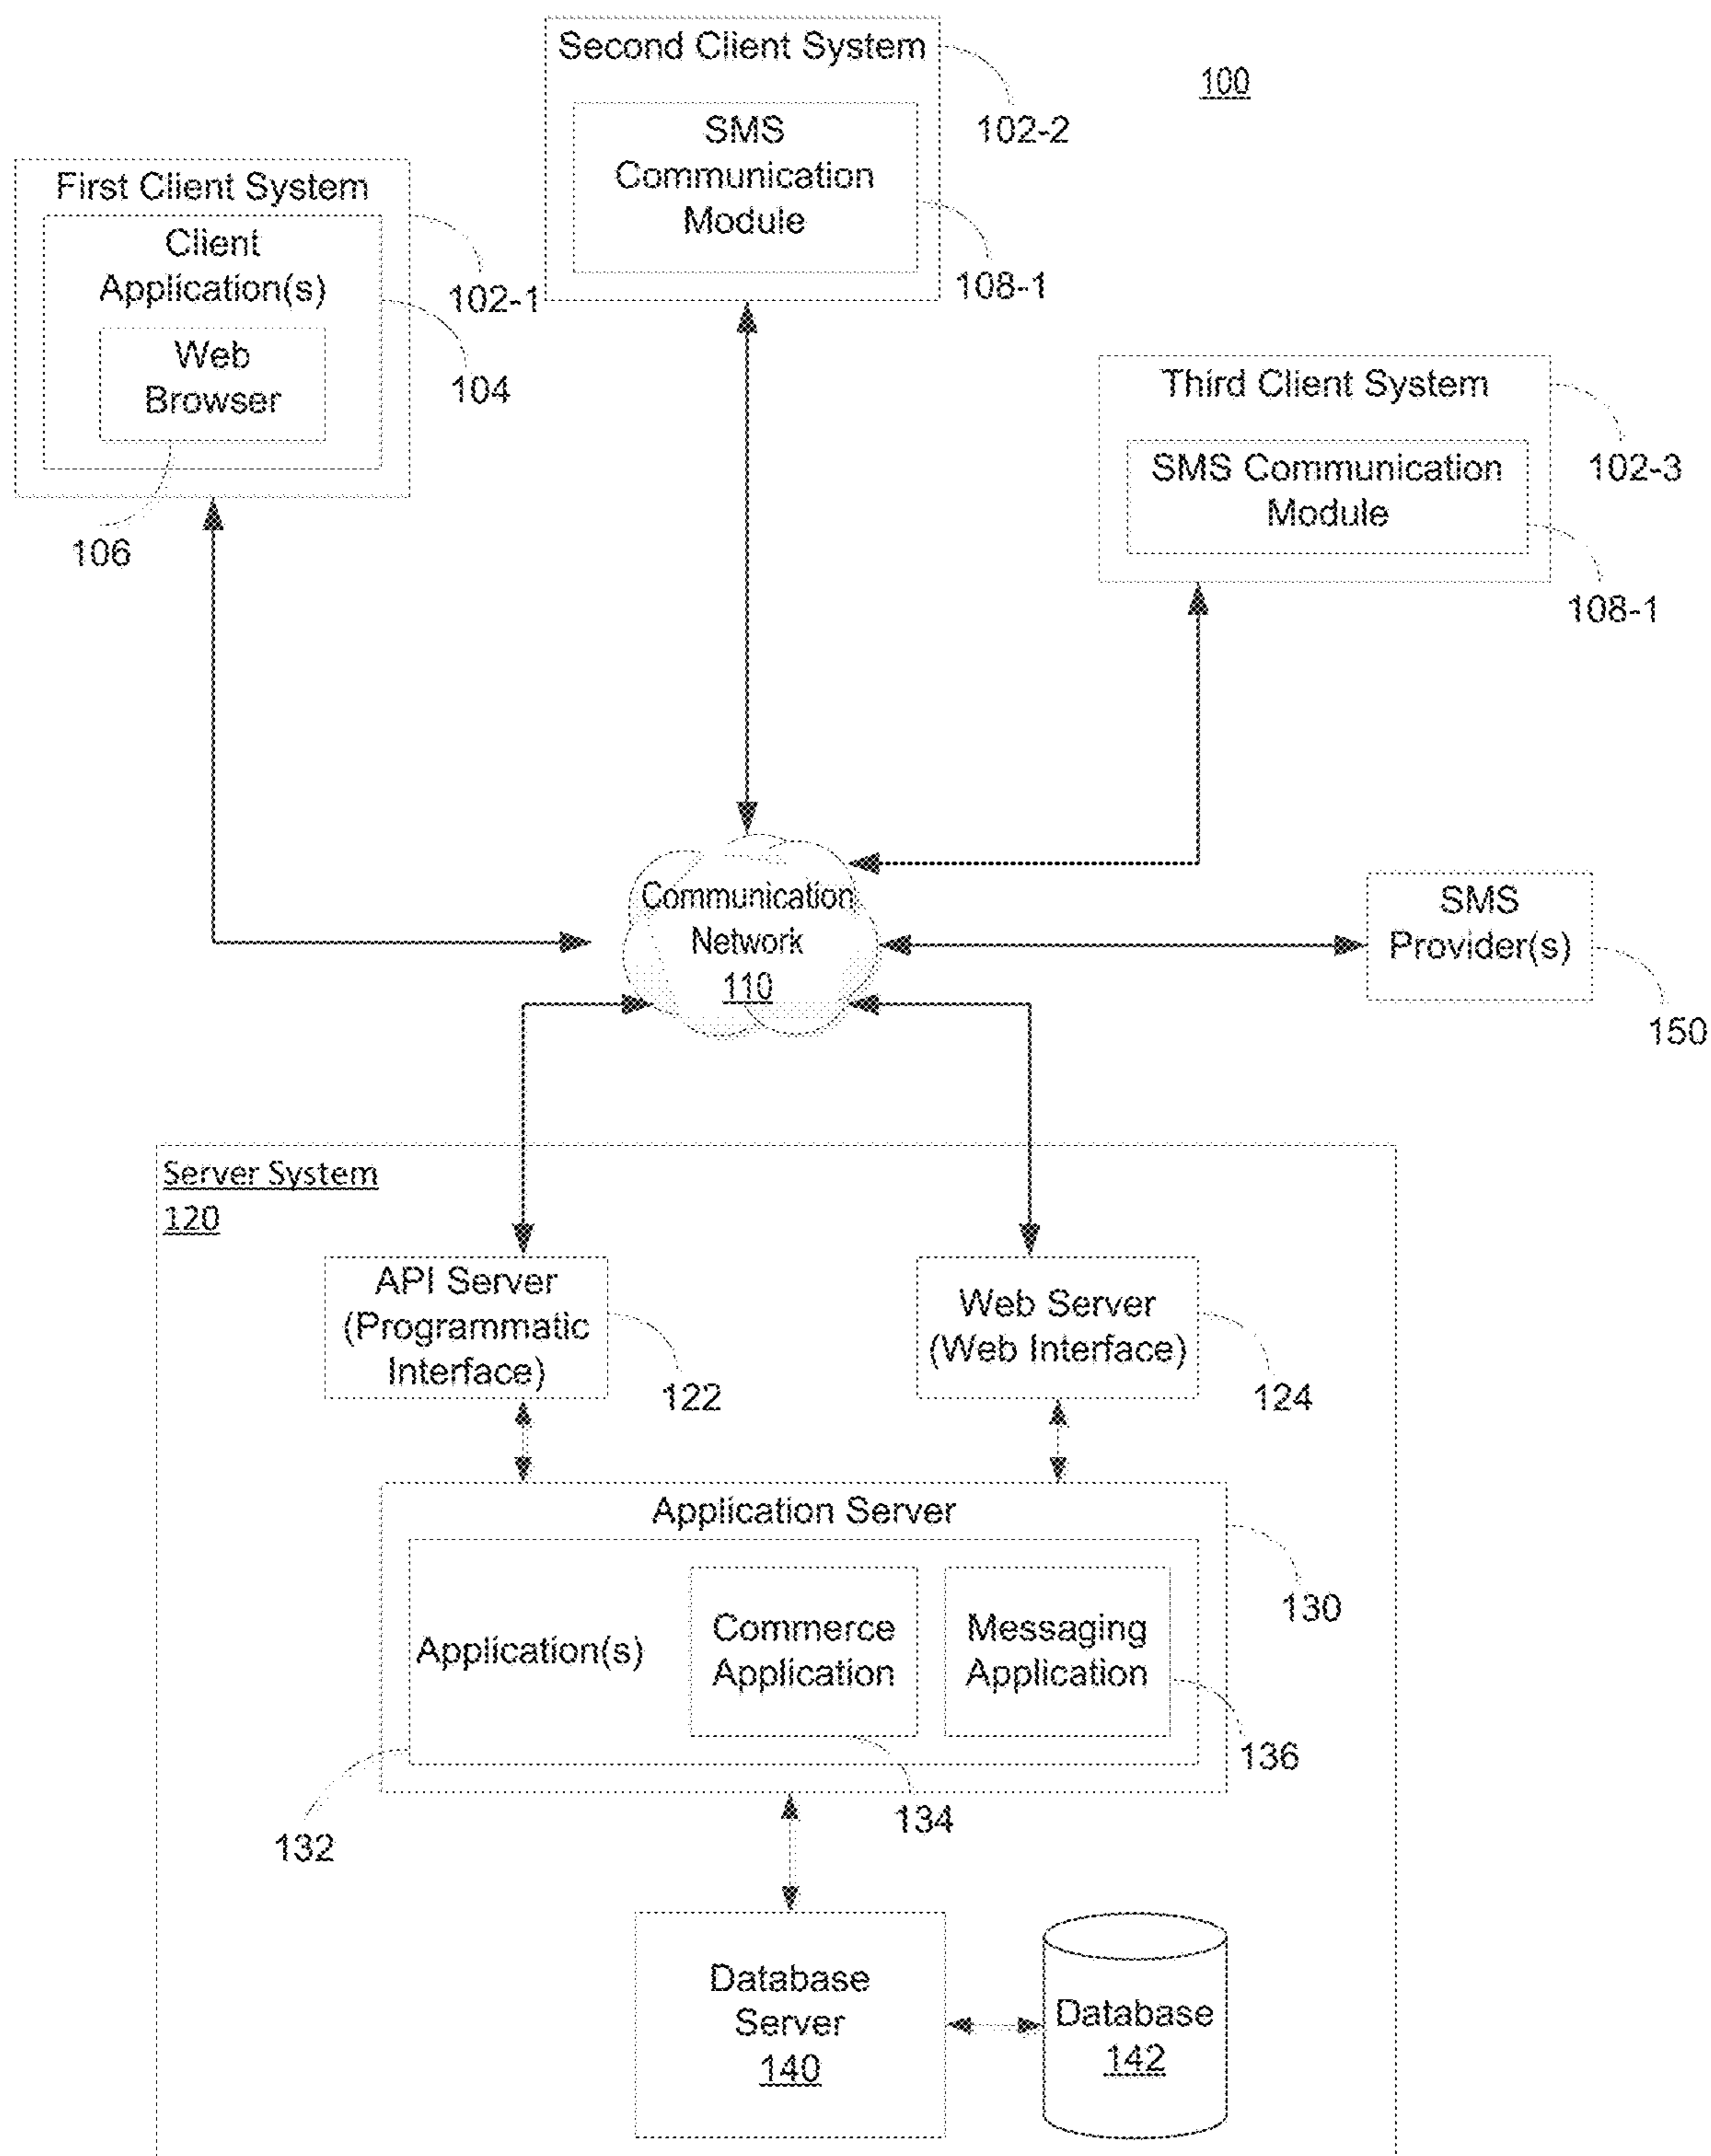 Second Client System
SMS
Communication
Module
102-2
108-1
100
First Client System
Client
Application(s)
Web
Browser
102-1
104
106
Third Client System
SMS Communication
Module
102-3
108-1
Communication
Network
110
SMS
Provider(s)
150
Server System
120
API Server
(Programmatic
Interface)
122
Web Server
(Web Interface)
124
Application Server
130
Application(s)
Commerce
Application
Messaging
Application
136
134
132
Database
Server
140
Database
142